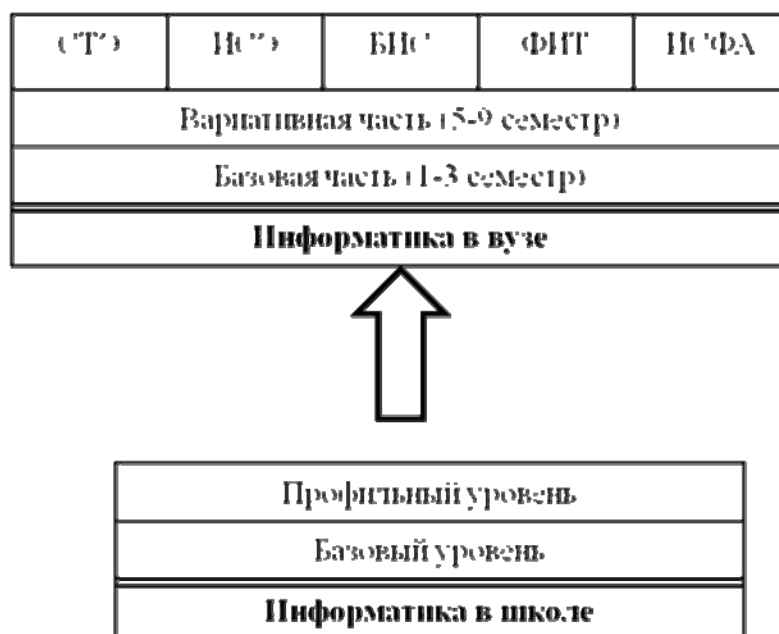 БИС ФИТ ИСФА
Вариативная часть (5-9 семестр)
Базовая часть (1-3 семестр)
Информатика в вузе
Профильный уровень
Базовый уровень
Информатика в школе